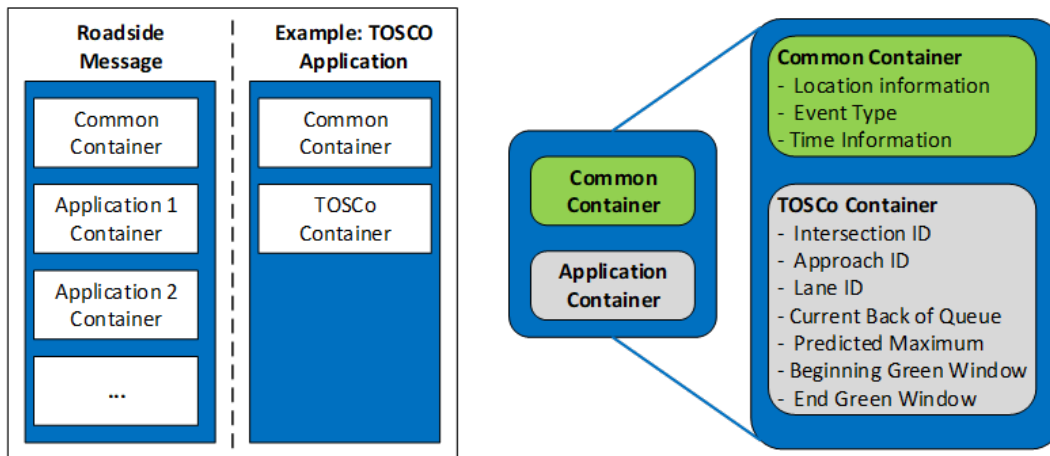 Roadside
Message
Common
Container
Application 1
Container
Application 2
Container
...
Example: TOSCO
Application
Common
Container
TOSCo
Container
Common
Container
Application
Container
Common Container
- Location information
- Event Type
- Time Information
TOSCo Container
- Intersection ID
- Approach ID
- Lane ID
- Current Back of Queue
- Predicted Maximum
- Beginning Green Window
- End Green Window